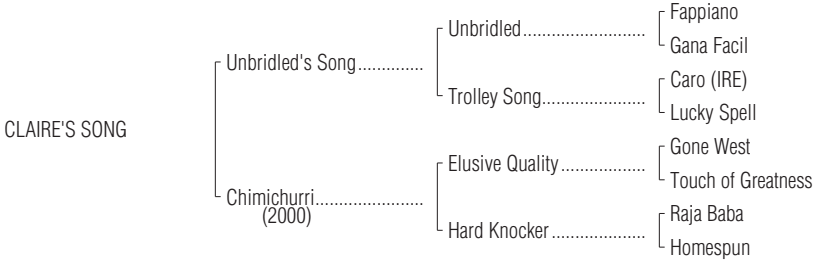 Fappiano
Unbridled..........................
Gana Facil
Unbridled's Song..............
Caro (IRE)
Trolley Song......................
Lucky Spell
CLAIRE'S SONG
Gone West
Elusive Quality..................
Touch of Greatness
Chimichurri.......................
(2000)
Raja Baba
Hard Knocker....................
Homespun